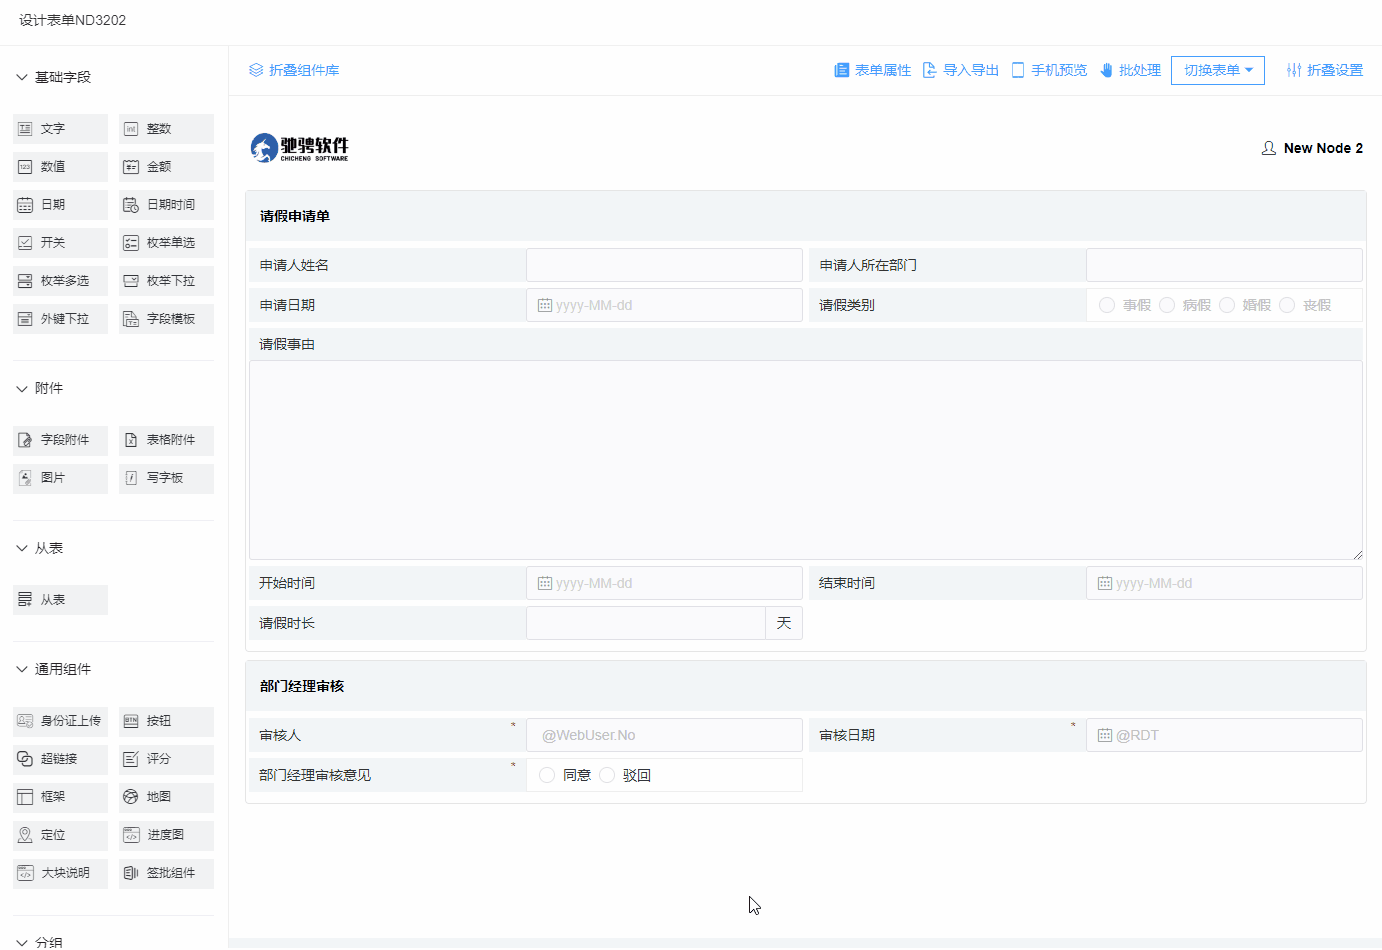 设计表单ND3202
折叠组件库
表单属性 导入导出 手机预览 批处理 切换表单 折叠设置
基础字段
文字 整数
数值 金额
日期 日期时间
开关 枚举单选
枚举多选 枚举下拉
外键下拉 字段模板
附件
字段附件 表格附件
图片 写字板
从表
从表
通用组件
身份证上传 按钮
超链接 评分
框架 地图
定位 进度图
大块说明 签批组件
分组
驰骋软件
CHICHENG SOFTWARE
New Node 2
请假申请单
申请人姓名 申请人所在部门
申请日期 yyyy-MM-dd 请假类别 事假 病假 婚假 丧假
请假事由
开始时间 yyyy-MM-dd 结束时间 yyyy-MM-dd
请假时长 天
部门经理审核
审核人 * @WebUser.No 审核日期 * @RDT
部门经理审核意见 * 同意 驳回